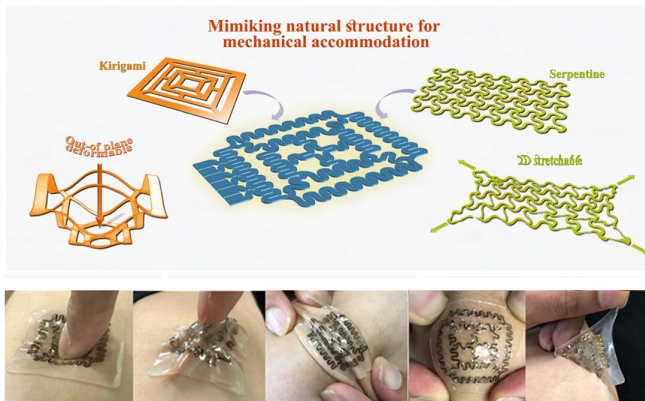 Mimiking natural structure for
mechanical accommodation
Kirigami
Serpentine
Out-of plane
deformable
2D stretchable